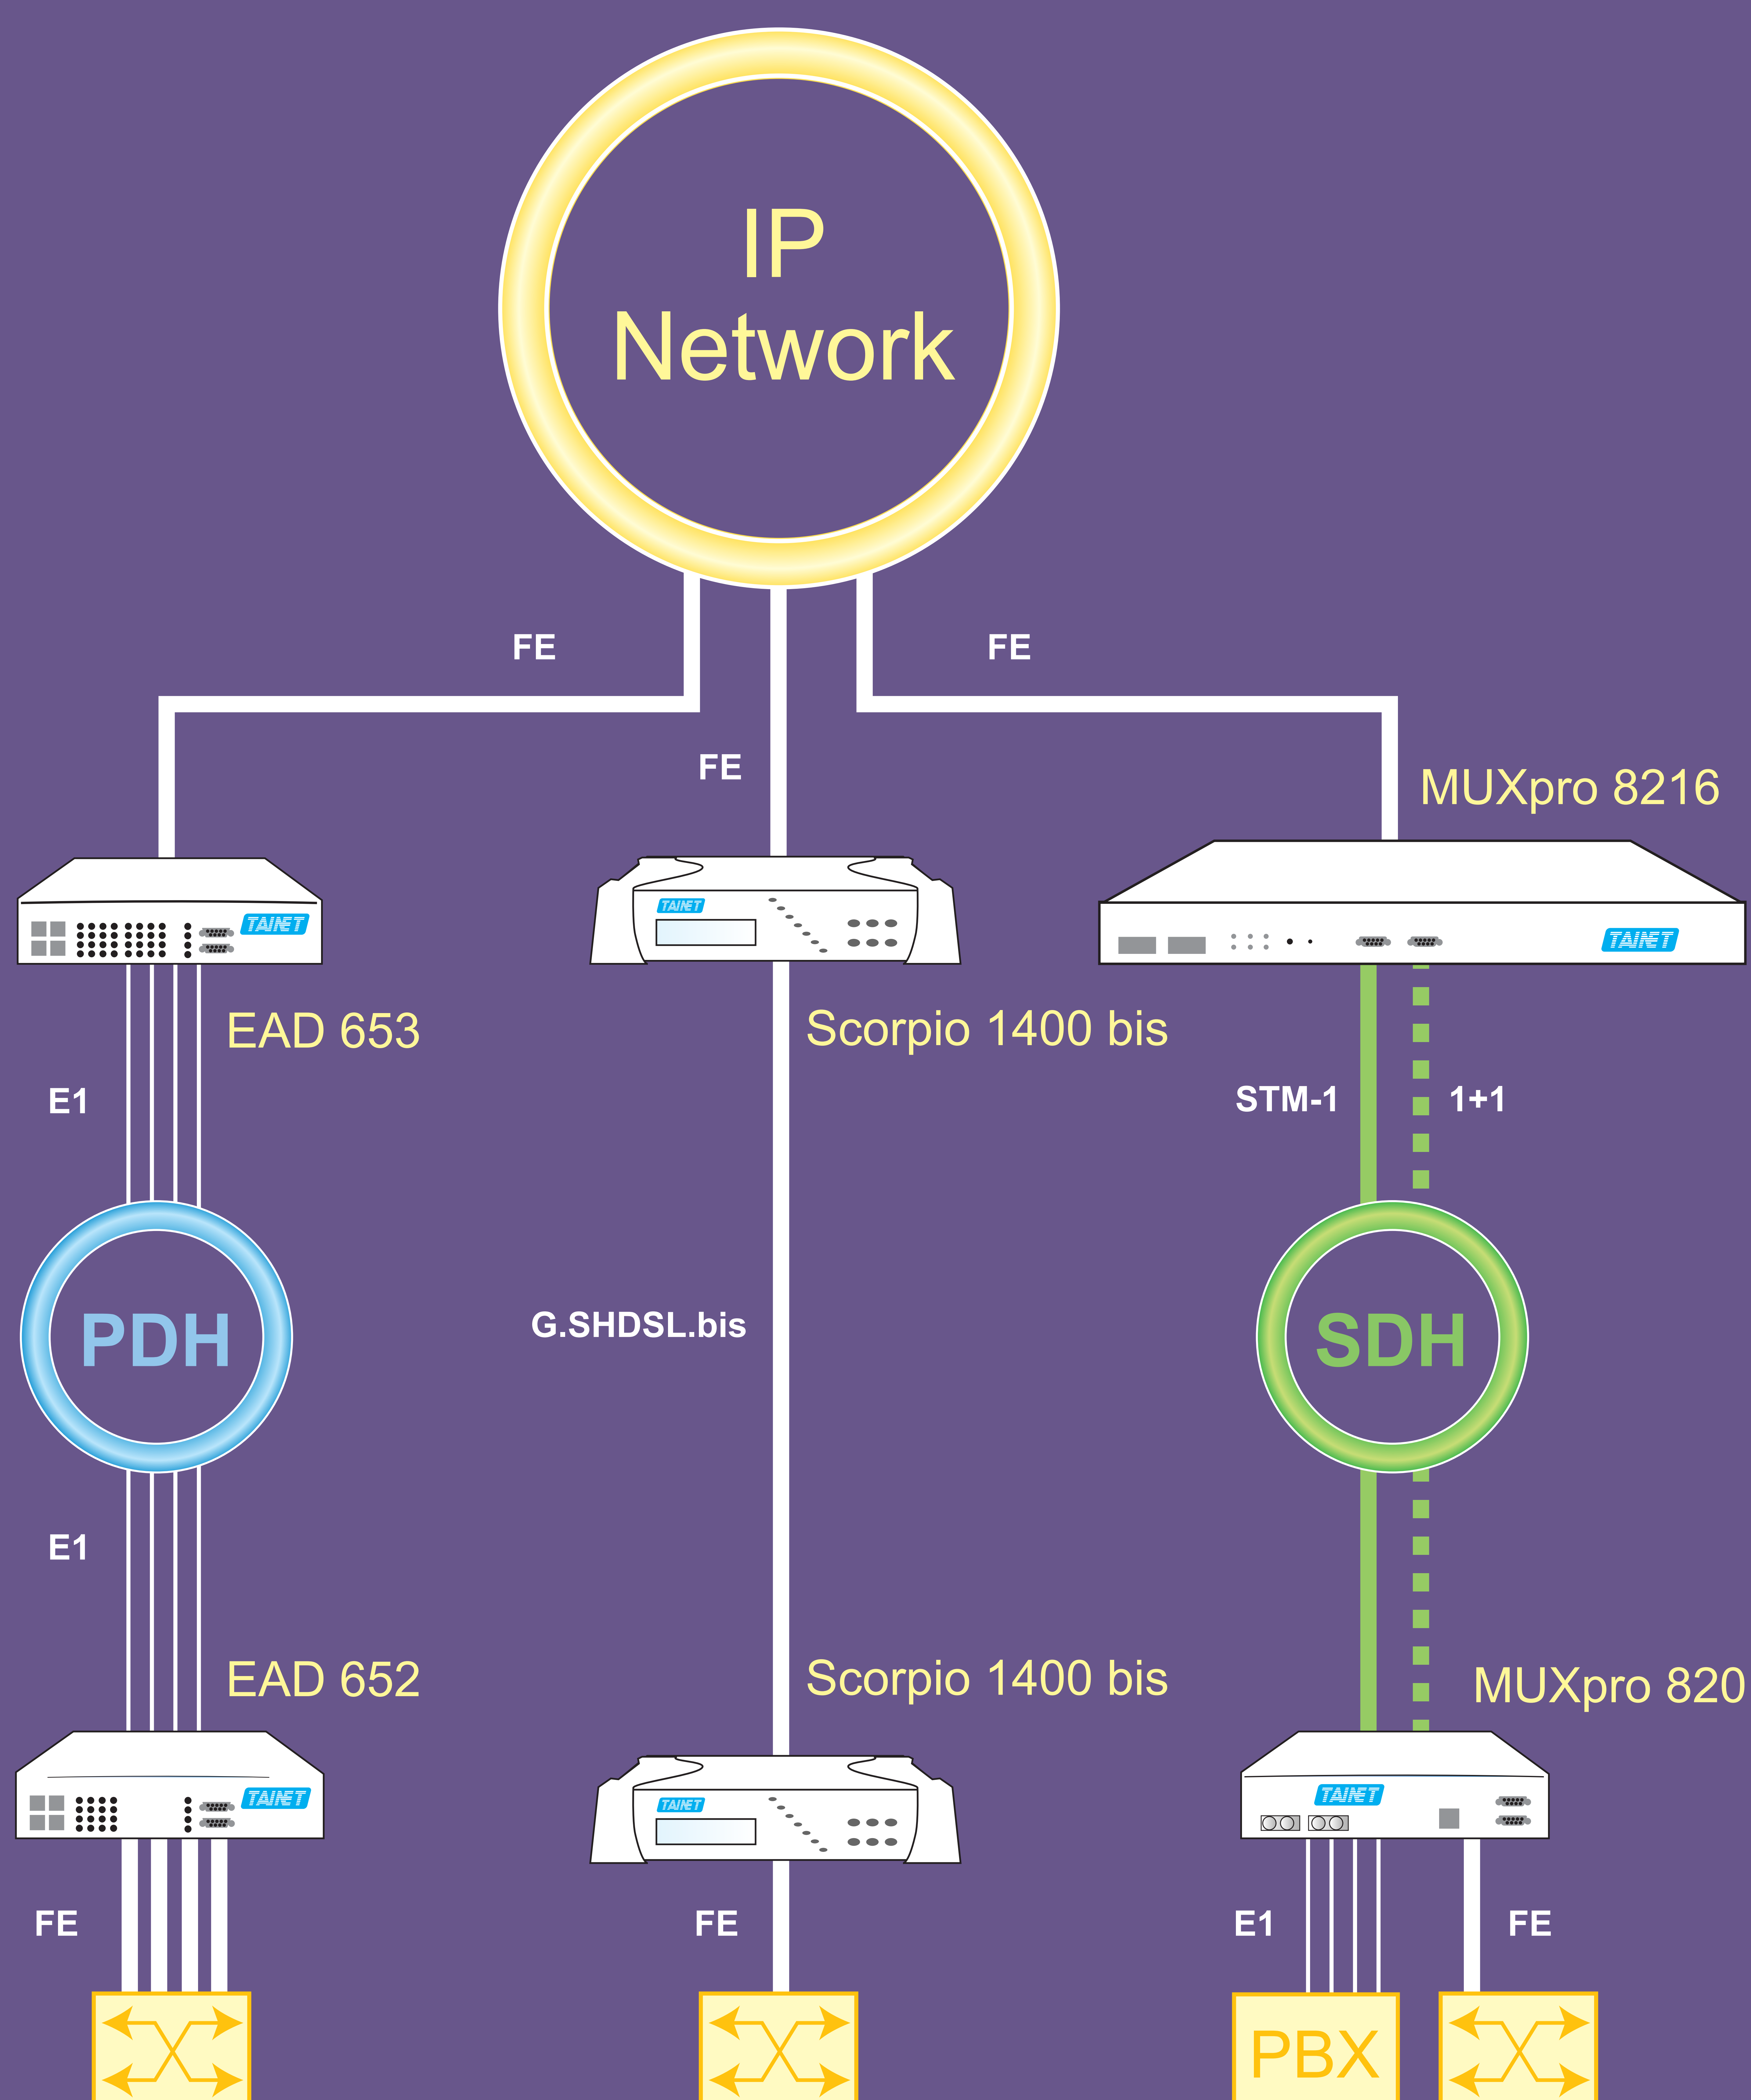 IP
Network
FE
FE
FE
MUXpro 8216
TAINET
TAINET
TAINET
EAD 653
Scorpio 1400 bis
E1
STM-1
1+1
PDH
G.SHDSL.bis
SDH
E1
EAD 652
Scorpio 1400 bis
MUXpro 820
TAINET
TAINET
TAINET
FE
FE
E1
FE
PBX